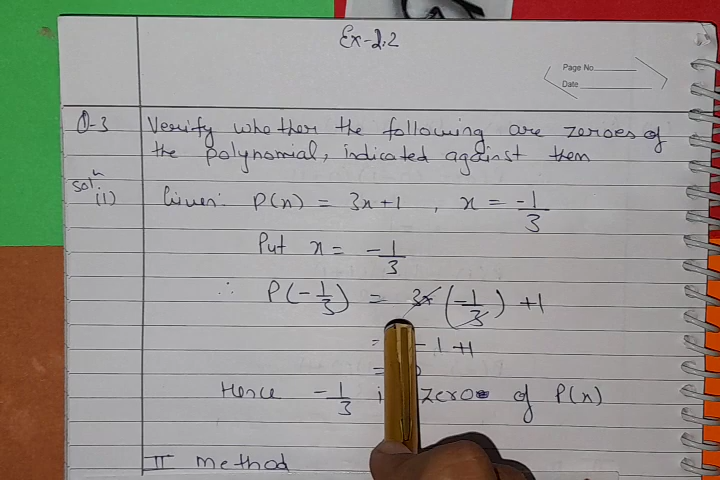 Ex-2.2
Page No.
Date
Q-3 Verify whether the following are zeroes of
the polynomial, indicated against them
Solⁿ
(i) Given: P(x) = 3x+1 , x = -1/3
Put x = -1/3
∴ P(-1/3) = 3x(-1/3) +1
= -1 +1
=
Hence -1/3 zero of P(x)
II method